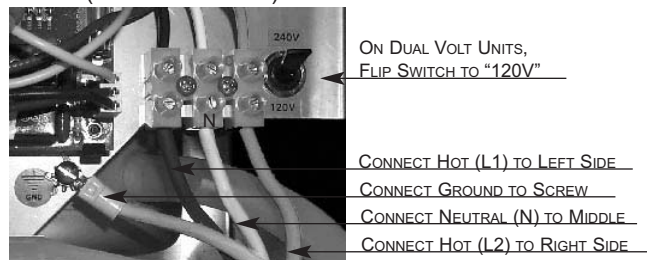 240V
ON DUAL VOLT UNITS,
FLIP SWITCH TO “120V”
120V
N
CONNECT HOT (L1) TO LEFT SIDE
CONNECT GROUND TO SCREW
GND
CONNECT NEUTRAL (N) TO MIDDLE
CONNECT HOT (L2) TO RIGHT SIDE